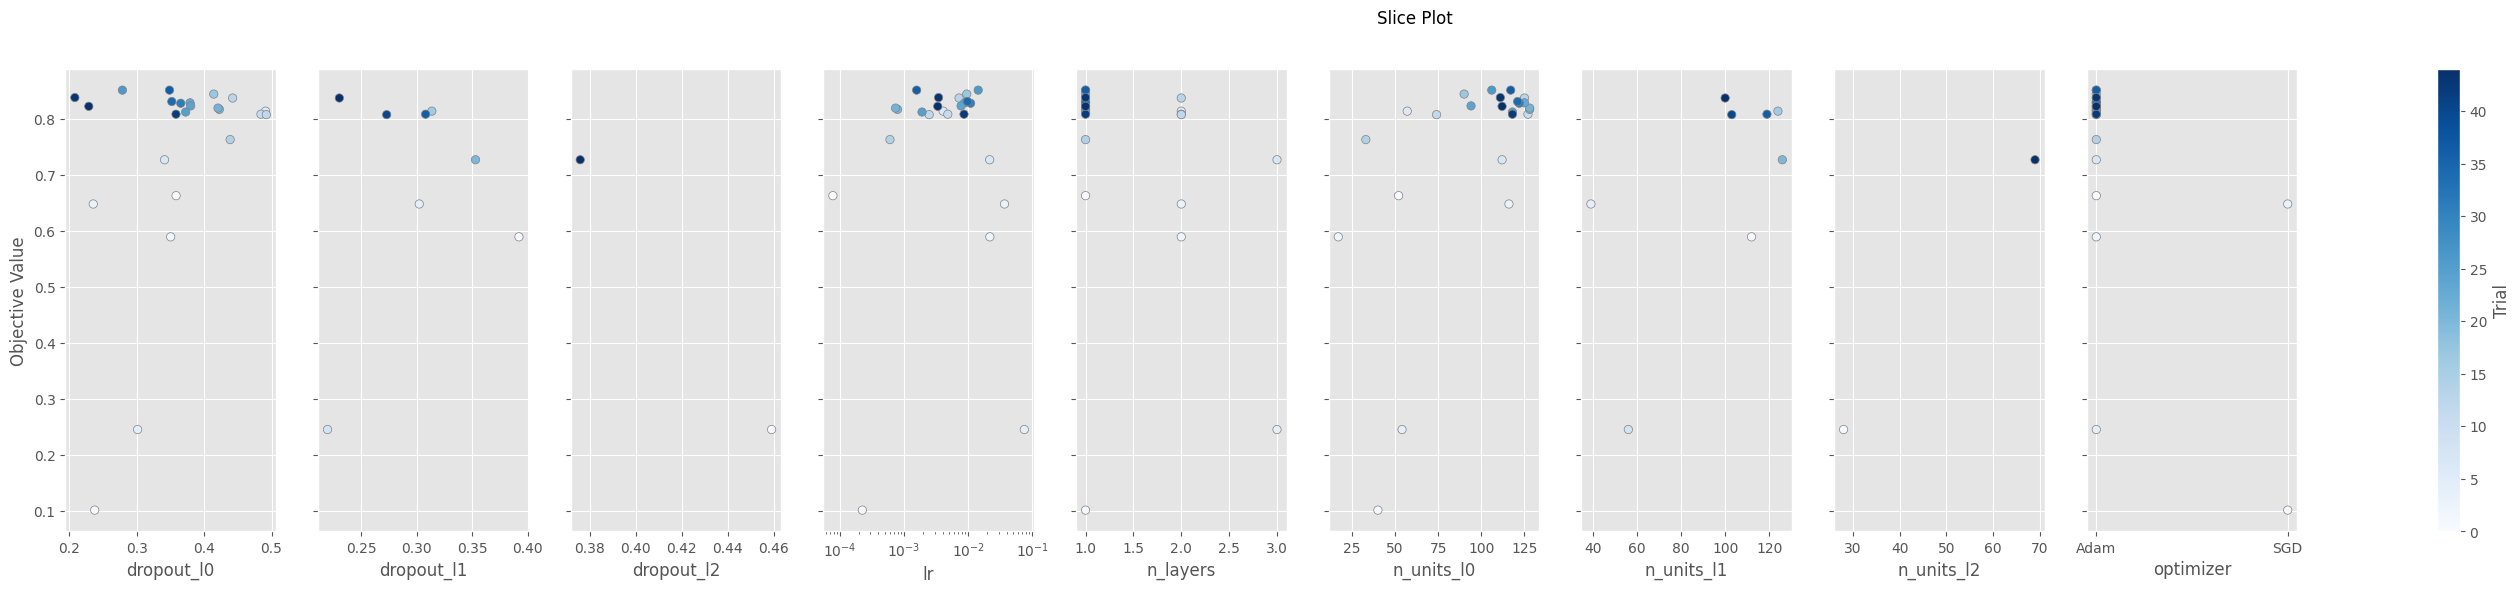 Slice Plot
Objective Value
0.8
0.7
0.6
0.5
0.4
0.3
0.2
0.1
0.2 0.3 0.4 0.5
dropout_l0
0.25 0.30 0.35 0.40
dropout_l1
0.38 0.40 0.42 0.44 0.46
dropout_l2
10⁻⁴ 10⁻³ 10⁻² 10⁻¹
lr
1.0 1.5 2.0 2.5 3.0
n_layers
25 50 75 100 125
n_units_l0
40 60 80 100 120
n_units_l1
30 40 50 60 70
n_units_l2
Adam SGD
optimizer
40
35
30
25
20
15
10
5
0
Trial